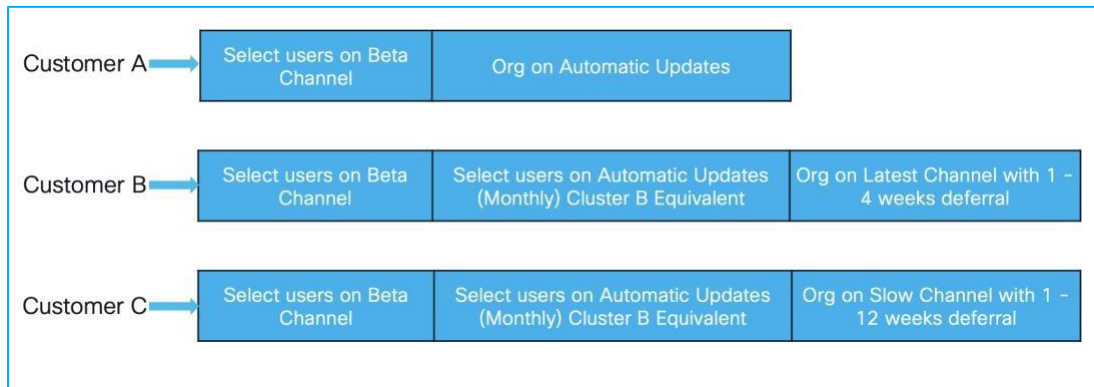 Customer A
Select users on Beta
Channel
Org on Automatic Updates
Customer B
Select users on Beta
Channel
Select users on Automatic Updates
(Monthly) Cluster B Equivalent
Org on Latest Channel with 1 –
4 weeks deferral
Customer C
Select users on Beta
Channel
Select users on Automatic Updates
(Monthly) Cluster B Equivalent
Org on Slow Channel with 1 –
12 weeks deferral